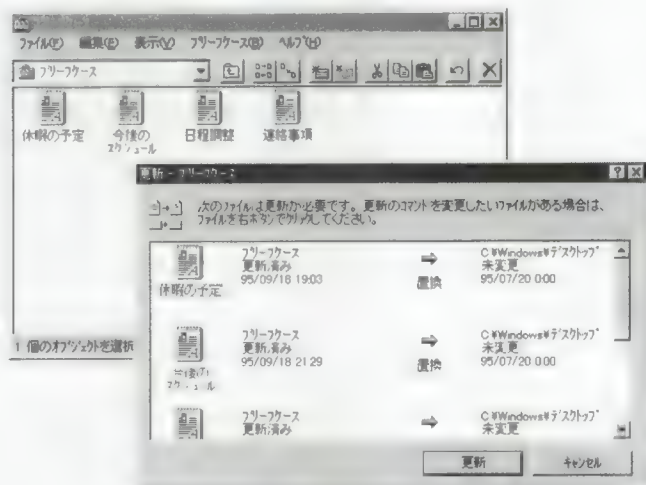 ﾌｧｲﾙ(F) 編集(E) 表示(V) ﾌﾞﾘｰﾌｹｰｽ(B) ﾍﾙﾌﾟ(H)
ﾌﾞﾘｰﾌｹｰｽ
休暇の予定 今後の 日程調整 連絡事項
ｽｹｼﾞｭｰﾙ
更新 - ﾌﾞﾘｰﾌｹｰｽ
次のﾌｧｲﾙは更新が必要です。更新のｺﾏﾝﾄﾞを変更したいﾌｧｲﾙがある場合は、
ﾌｧｲﾙを右ﾎﾞﾀﾝでｸﾘｯｸしてください。
休暇の予定
ﾌﾞﾘｰﾌｹｰｽ
更新済み
95/09/18 19:03
置換
C:¥Windows¥ﾃﾞｽｸﾄｯﾌﾟ
未変更
95/07/20 0:00
今後の
ｽｹｼﾞｭｰﾙ
ﾌﾞﾘｰﾌｹｰｽ
更新済み
95/09/18 21:29
置換
C:¥Windows¥ﾃﾞｽｸﾄｯﾌﾟ
未変更
95/07/20 0:00
ﾌﾞﾘｰﾌｹｰｽ
更新済み
C:¥Windows¥ﾃﾞｽｸﾄｯﾌﾟ
未変更
1 個のｵﾌﾞｼﾞｪｸﾄを選択
更新 ｷｬﾝｾﾙ